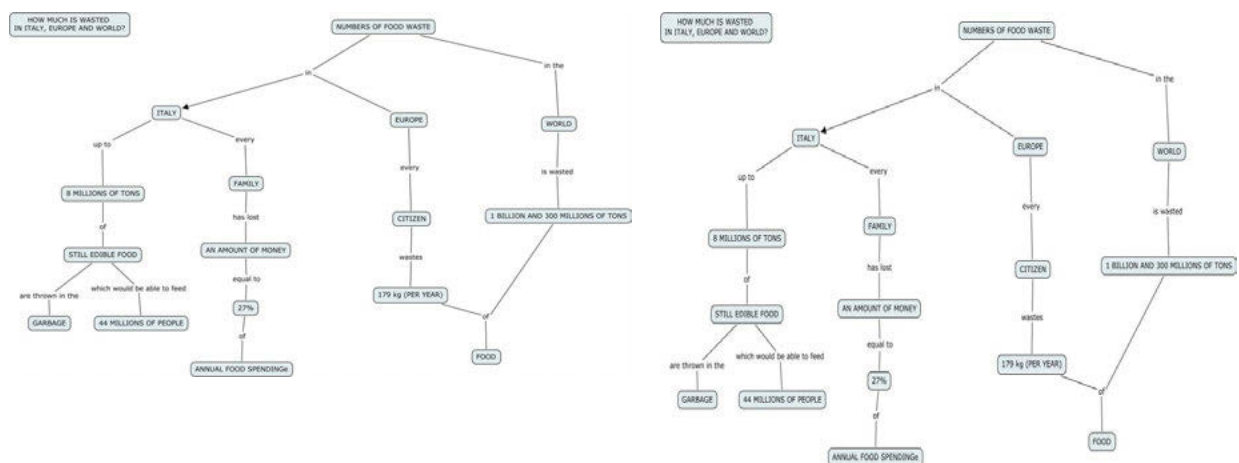 HOW MUCH IS WASTED
IN ITALY, EUROPE AND WORLD?
NUMBERS OF FOOD WASTE
in
in the
ITALY
EUROPE
WORLD
up to
every
every
is wasted
8 MILLIONS OF TONS
FAMILY
CITIZEN
1 BILLION AND 300 MILLIONS OF TONS
of
has lost
wastes
STILL EDIBLE FOOD
AN AMOUNT OF MONEY
are thrown in the
which would be able to feed
equal to
179 kg (PER YEAR)
of
GARBAGE
44 MILLIONS OF PEOPLE
27%
of
FOOD
ANNUAL FOOD SPENDINGe
HOW MUCH IS WASTED
IN ITALY, EUROPE AND WORLD?
NUMBERS OF FOOD WASTE
in
in the
ITALY
EUROPE
WORLD
up to
every
every
is wasted
8 MILLIONS OF TONS
FAMILY
CITIZEN
1 BILLION AND 300 MILLIONS OF TONS
of
has lost
wastes
STILL EDIBLE FOOD
AN AMOUNT OF MONEY
are thrown in the
which would be able to feed
equal to
179 kg (PER YEAR)
of
GARBAGE
44 MILLIONS OF PEOPLE
27%
of
FOOD
ANNUAL FOOD SPENDINGe